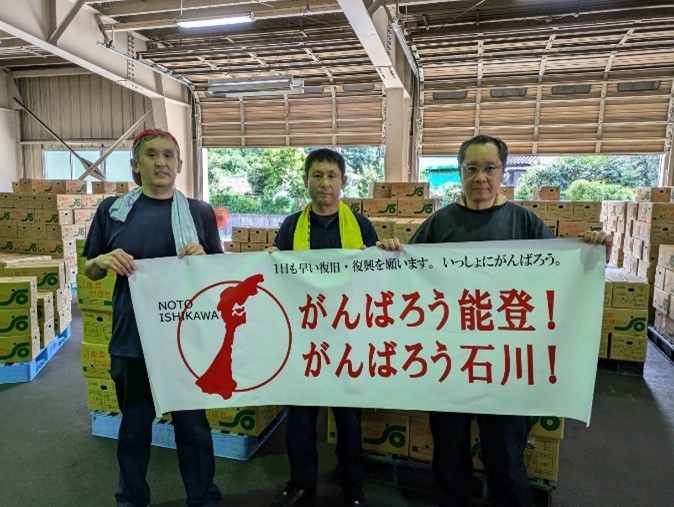 1日も早い復旧・復興を願います。いっしょにがんばろう。
NOTO
ISHIKAWA
がんばろう能登!
がんばろう石川!